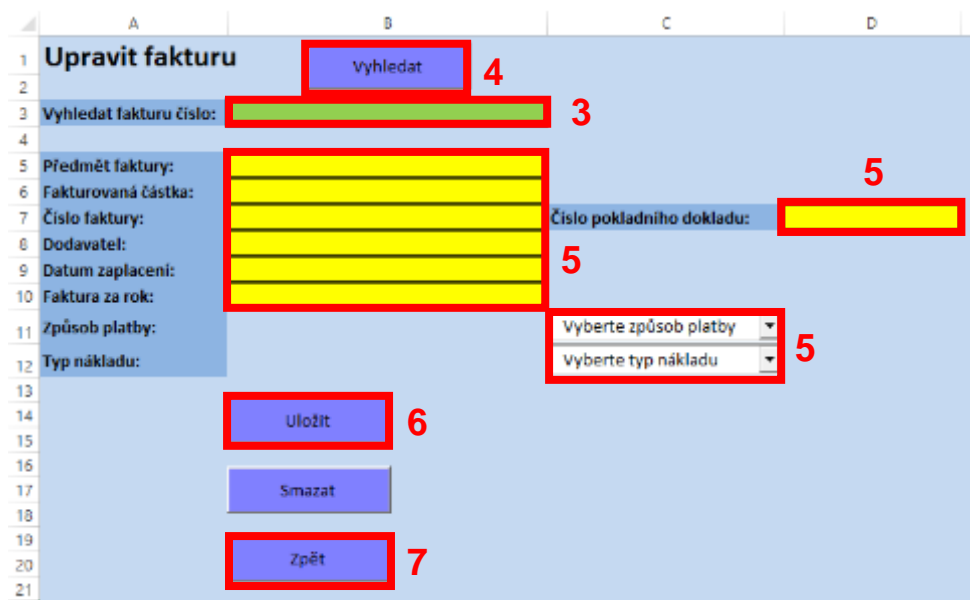 A B C D
1 Upravit fakturu Vyhledat 4
2
3 Vyhledat fakturu číslo: 3
4
5 Předmět faktury: 5
6 Fakturovaná částka:
7 Číslo faktury: Číslo pokladního dokladu:
8 Dodavatel: 5
9 Datum zaplacení:
10 Faktura za rok:
11 Způsob platby: Vyberte způsob platby 5
12 Typ nákladu: Vyberte typ nákladu
13
14 Uložit 6
15
16
17 Smazat
18
19
20 Zpět 7
21